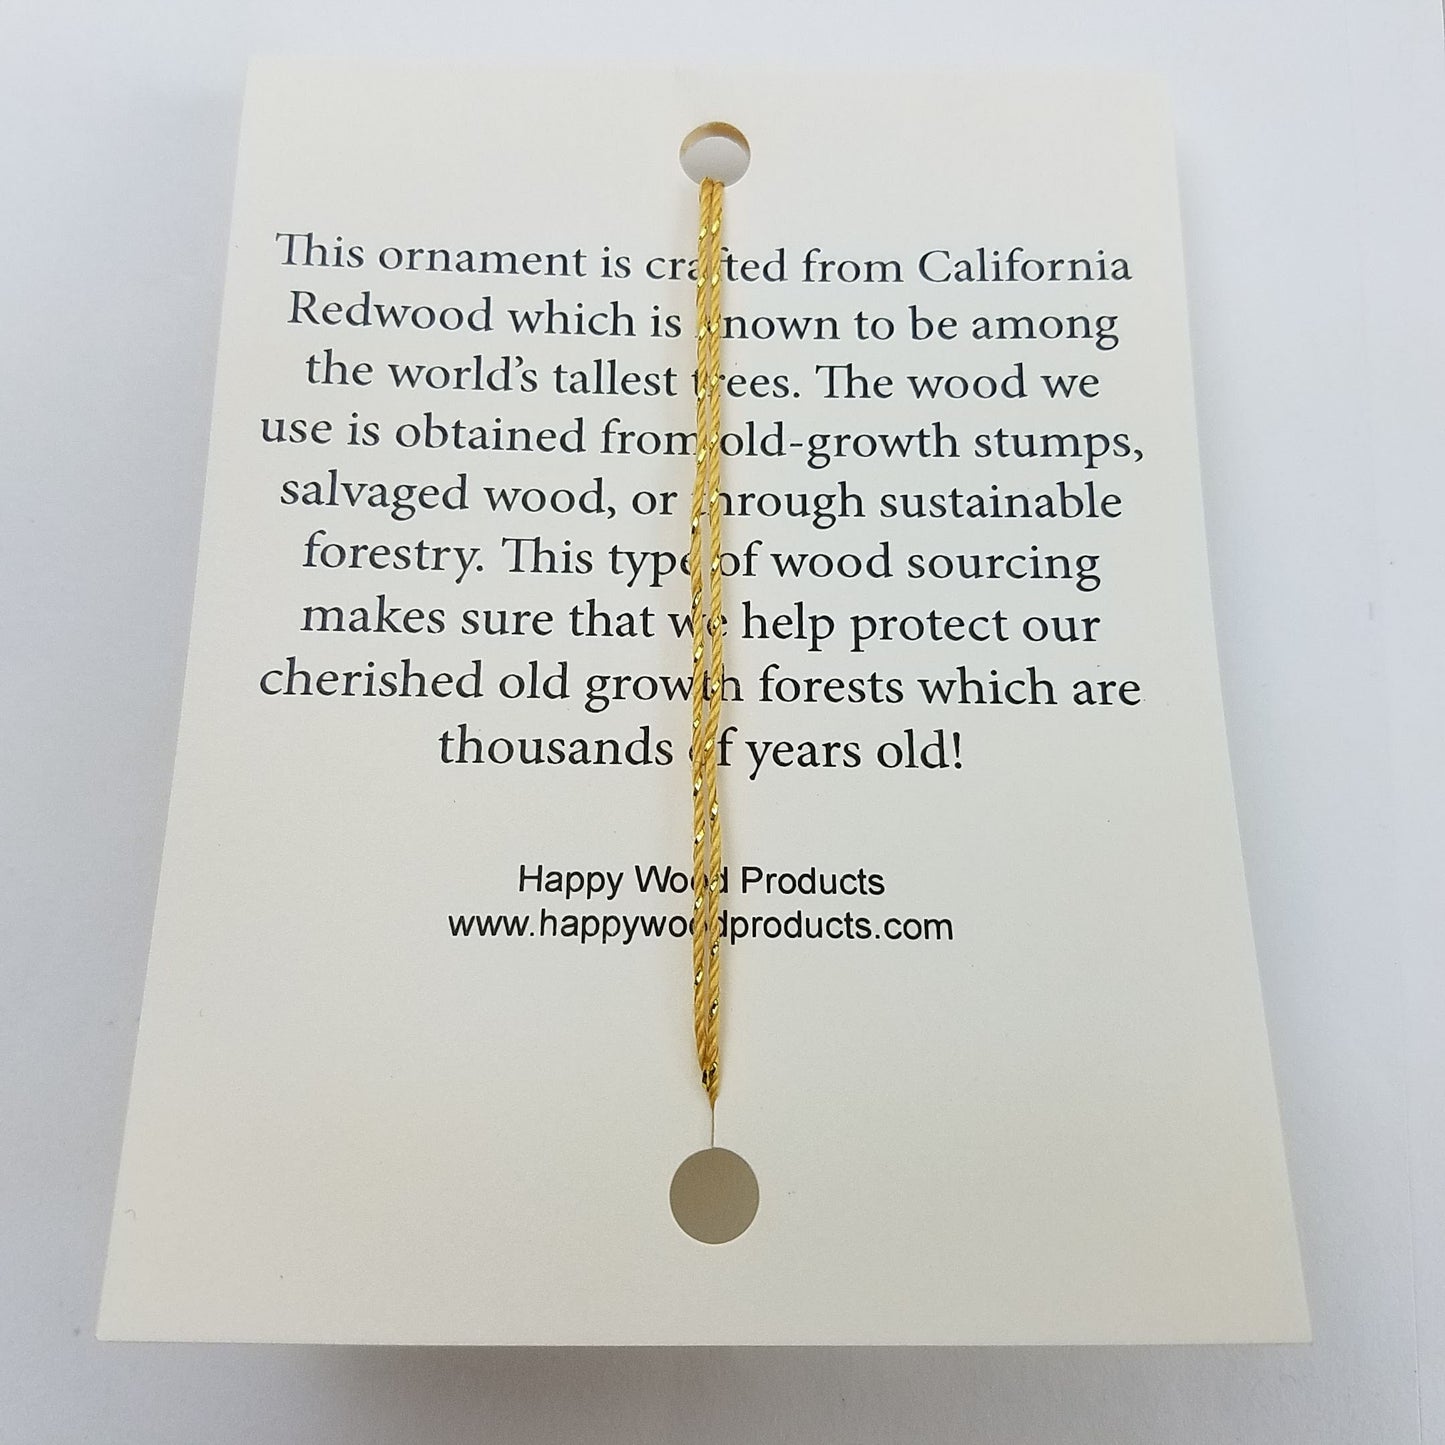 This ornament is crafted from California
Redwood which is known to be among
the world's tallest trees. The wood we
use is obtained from old-growth stumps,
salvaged wood, or through sustainable
forestry. This type of wood sourcing
makes sure that we help protect our
cherished old growth forests which are
thousands of years old!
Happy Wood Products
www.happywoodproducts.com